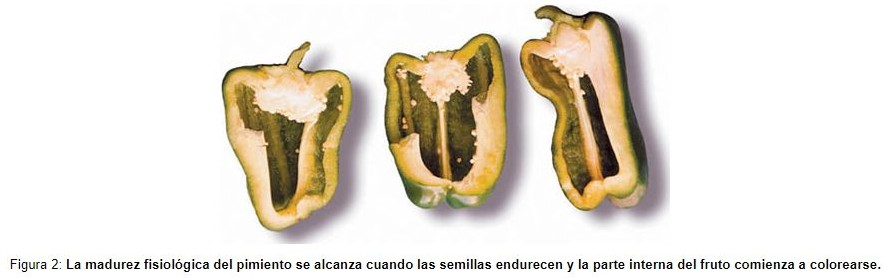 Figura 2: La madurez fisiológica del pimiento se alcanza cuando las semillas endurecen y la parte interna del fruto comienza a colorearse.